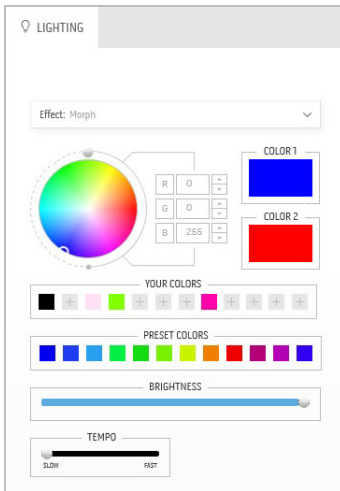 LIGHTING
Effect: Morph
COLOR 1
R 0
G 0
B 255
COLOR 2
YOUR COLORS
PRESET COLORS
BRIGHTNESS
TEMPO
SLOW FAST